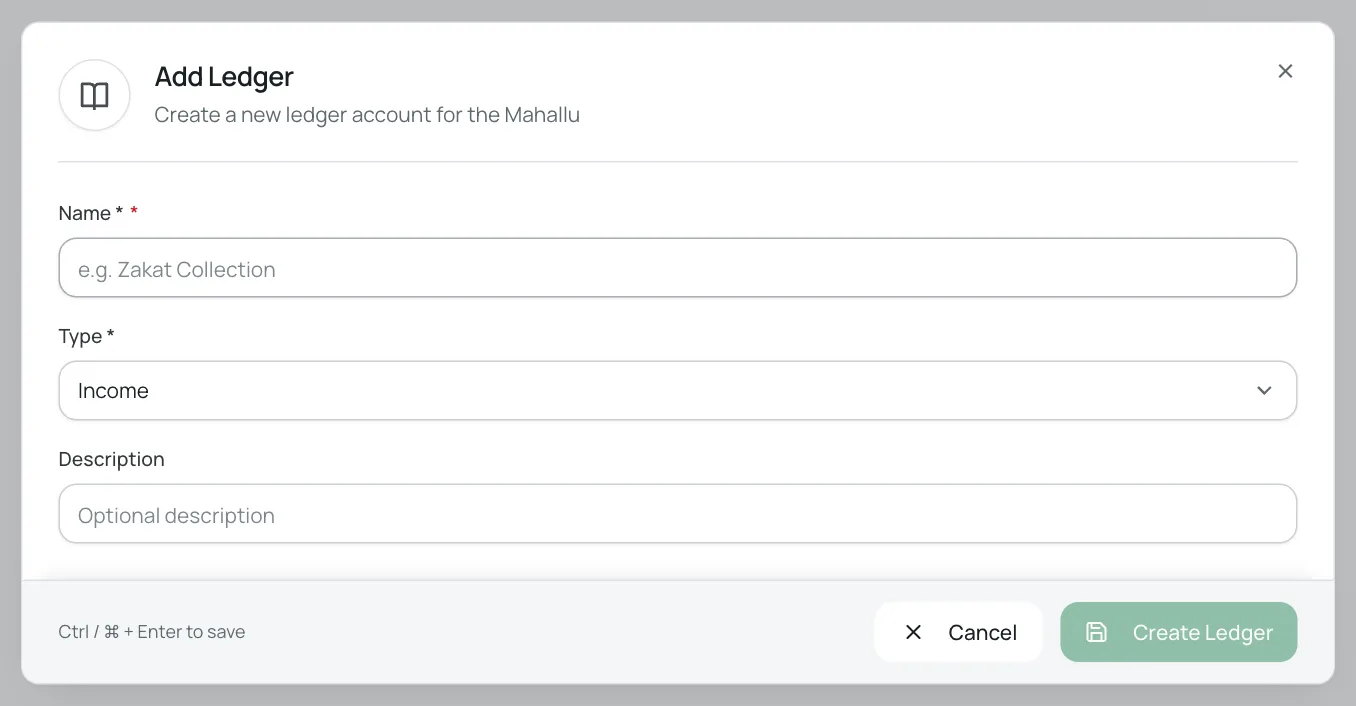 Add Ledger
Create a new ledger account for the Mahallu
Name * *
e.g. Zakat Collection
Type *
Income
Description
Optional description
Ctrl / ⌘ + Enter to save
Cancel
Create Ledger